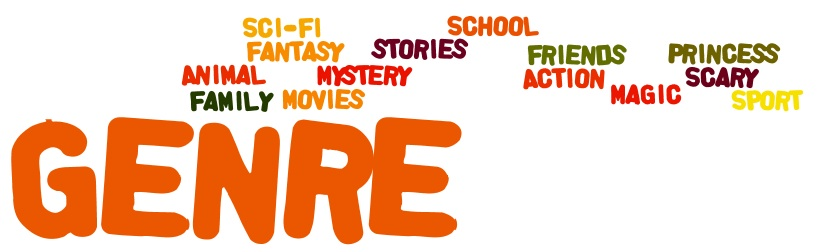 SCI-FI
SCHOOL
FANTASY
STORIES
FRIENDS
PRINCESS
ANIMAL
MYSTERY
ACTION
SCARY
FAMILY
MOVIES
MAGIC
SPORT
GENRE